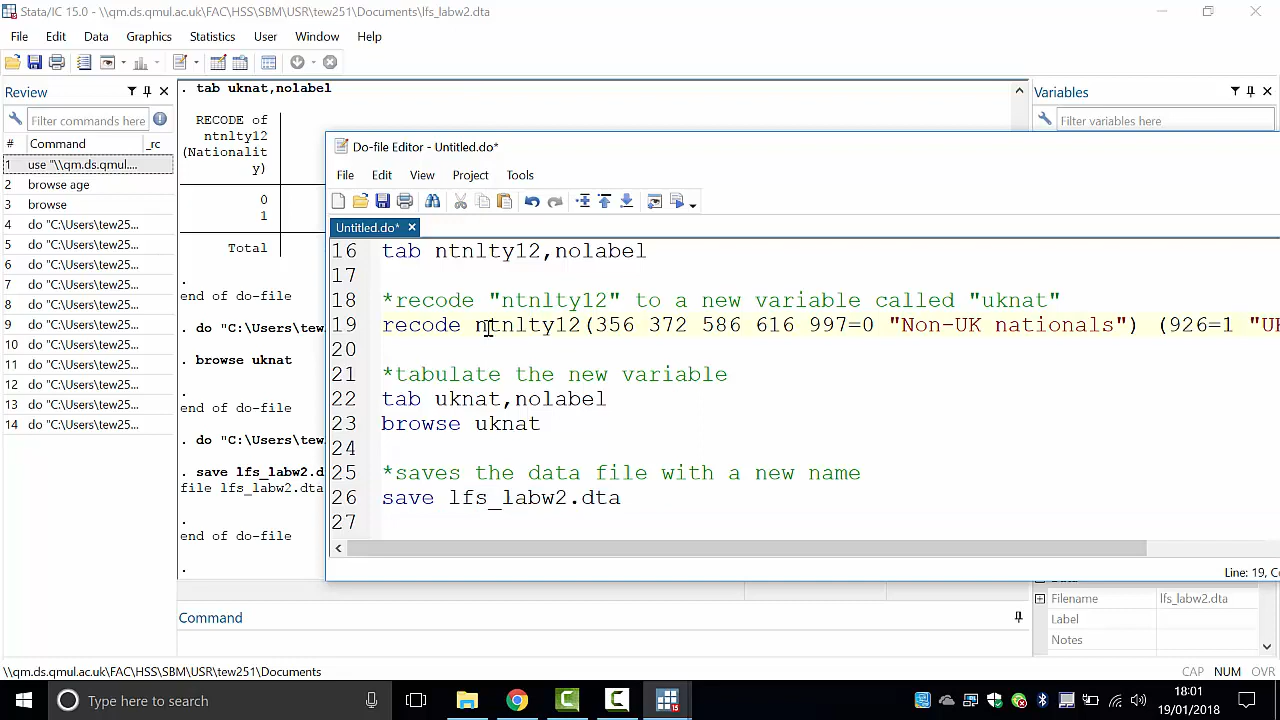 Stata/IC 15.0 - \\qm.ds.qmul.ac.uk\FAC\HSS\SBM\USR\tew251\Documents\lfs_labw2.dta
File Edit Data Graphics Statistics User Window Help
Review
Filter commands here
# Command _rc
1 use "\\qm.ds.qmul....
2 browse age
3 browse
4 do "C:\Users\tew25...
5 do "C:\Users\tew25...
6 do "C:\Users\tew25...
7 do "C:\Users\tew25...
8 do "C:\Users\tew25...
9 do "C:\Users\tew25...
10 do "C:\Users\tew25...
11 do "C:\Users\tew25...
12 do "C:\Users\tew25...
13 do "C:\Users\tew25...
14 do "C:\Users\tew25...
. tab uknat,nolabel
RECODE of
ntnlty12
(Nationalit
y)
0
1
Total
.
end of do-file
. do "C:\Us
. browse uknat
.
end of do-file
. do "C:\Us
. save lfs_labw2.d
file lfs_labw2.dta
.
end of do-file
.
Command
Variables
Filter variables here
Do-file Editor - Untitled.do*
File Edit View Project Tools
Untitled.do*
16 tab ntnlty12,nolabel
17
18 *recode "ntnlty12" to a new variable called "uknat"
19 recode ntnlty12(356 372 586 616 997=0 "Non-UK nationals") (926=1 "UK
20
21 *tabulate the new variable
22 tab uknat,nolabel
23 browse uknat
24
25 *saves the data file with a new name
26 save lfs_labw2.dta
27
Line: 19, Co
Filename lfs_labw2.dta
Label
Notes
\\qm.ds.qmul.ac.uk\FAC\HSS\SBM\USR\tew251\Documents
CAP NUM OVR
Type here to search
18:01
19/01/2018